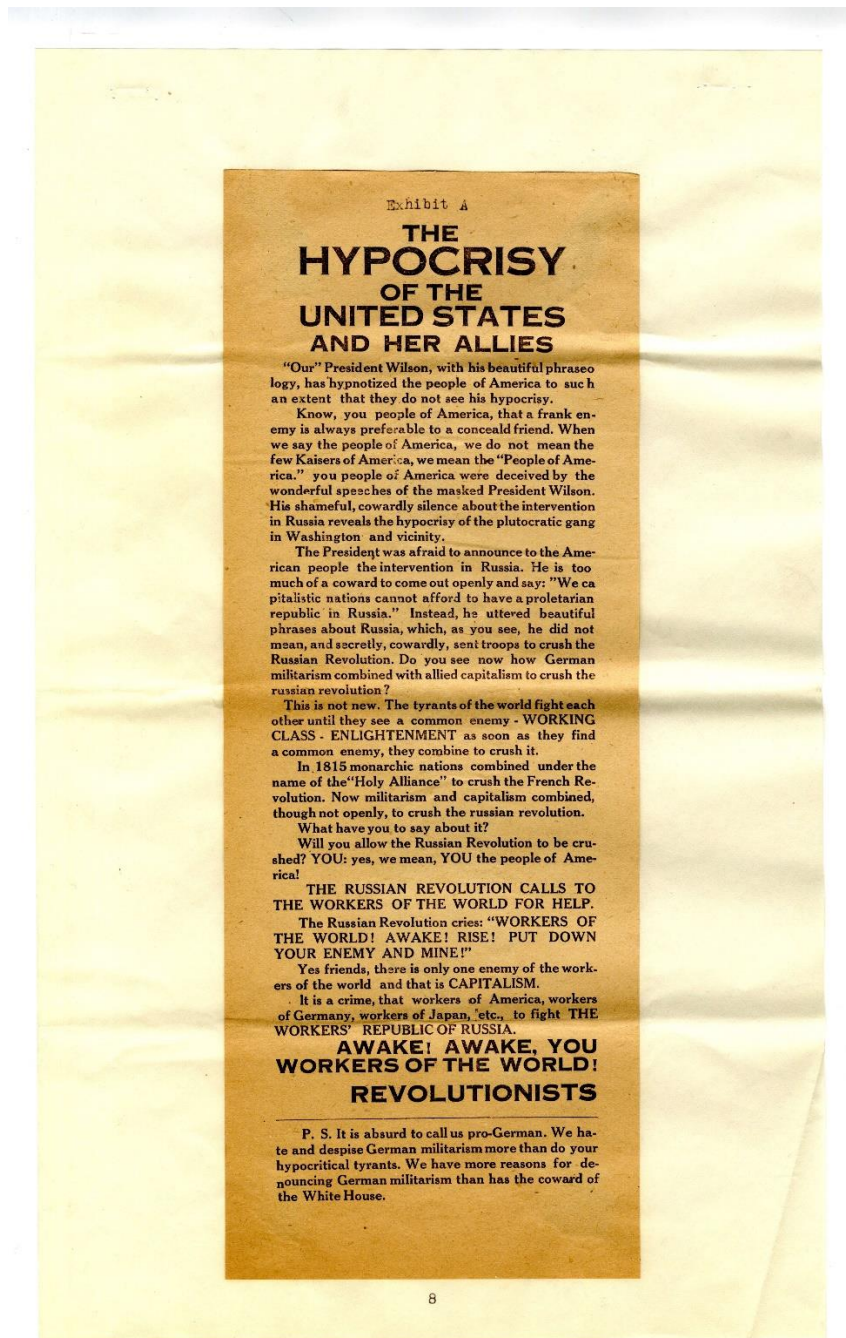 Exhibit A
THE
HYPOCRISY
OF THE
UNITED STATES
AND HER ALLIES
"Our" President Wilson, with his beautiful phraseo
logy, has hypnotized the people of America to such
an extent that they do not see his hypocrisy.
Know, you people of America, that a frank en-
emy is always preferable to a conceald friend. When
we say the people of America, we do not mean the
few Kaisers of America, we mean the "People of Ame-
rica." you people of America were deceived by the
wonderful speeches of the masked President Wilson.
His shameful, cowardly silence about the intervention
in Russia reveals the hypocrisy of the plutocratic gang
in Washington and vicinity.
The President was afraid to announce to the Ame-
rican people the intervention in Russia. He is too
much of a coward to come out openly and say: "We ca
pitalistic nations cannot afford to have a proletarian
republic in Russia." Instead, he uttered beautiful
phrases about Russia, which, as you see, he did not
mean, and secretly, cowardly, sent troops to crush the
Russian Revolution. Do you see now how German
militarism combined with allied capitalism to crush the
russian revolution?
This is not new. The tyrants of the world fight each
other until they see a common enemy - WORKING
CLASS - ENLIGHTENMENT as soon as they find
a common enemy, they combine to crush it.
In 1815 monarchic nations combined under the
name of the "Holy Alliance" to crush the French Re-
volution. Now militarism and capitalism combined,
though not openly, to crush the russian revolution.
What have you to say about it?
Will you allow the Russian Revolution to be cru-
shed? YOU: yes, we mean, YOU the people of Ame-
rica!
THE RUSSIAN REVOLUTION CALLS TO
THE WORKERS OF THE WORLD FOR HELP.
The Russian Revolution cries: "WORKERS OF
THE WORLD! AWAKE! RISE! PUT DOWN
YOUR ENEMY AND MINE!"
Yes friends, there is only one enemy of the work-
ers of the world and that is CAPITALISM.
It is a crime, that workers of America, workers
of Germany, workers of Japan, etc., to fight THE
WORKERS' REPUBLIC OF RUSSIA.
AWAKE! AWAKE, YOU
WORKERS OF THE WORLD!
REVOLUTIONISTS
P. S. It is absurd to call us pro-German. We ha-
te and despise German militarism more than do your
hypocritical tyrants. We have more reasons for de-
nouncing German militarism than has the coward of
the White House.
8